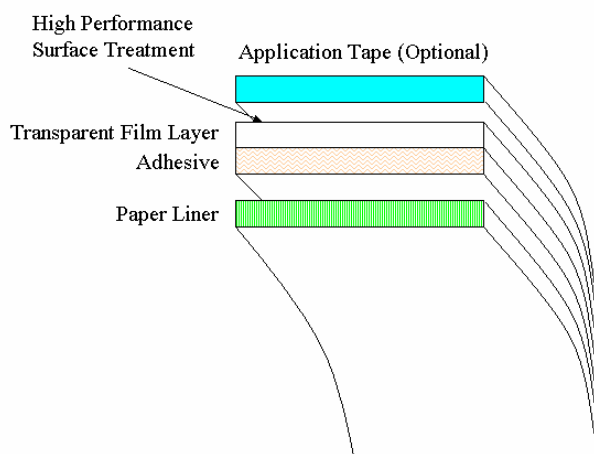 High Performance
Surface Treatment
Application Tape (Optional)
Transparent Film Layer
Adhesive
Paper Liner